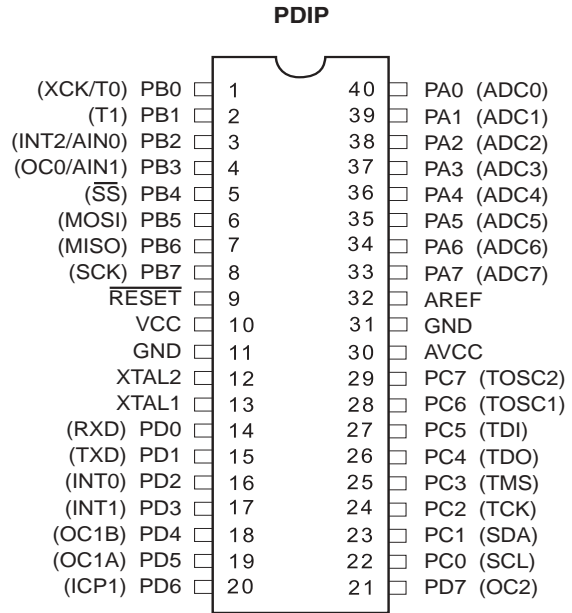 PDIP
(XCK/T0) PB0 1 40 PA0 (ADC0)
(T1) PB1 2 39 PA1 (ADC1)
(INT2/AIN0) PB2 3 38 PA2 (ADC2)
(OC0/AIN1) PB3 4 37 PA3 (ADC3)
(S̅S̅) PB4 5 36 PA4 (ADC4)
(MOSI) PB5 6 35 PA5 (ADC5)
(MISO) PB6 7 34 PA6 (ADC6)
(SCK) PB7 8 33 PA7 (ADC7)
R̅E̅S̅E̅T̅ 9 32 AREF
VCC 10 31 GND
GND 11 30 AVCC
XTAL2 12 29 PC7 (TOSC2)
XTAL1 13 28 PC6 (TOSC1)
(RXD) PD0 14 27 PC5 (TDI)
(TXD) PD1 15 26 PC4 (TDO)
(INT0) PD2 16 25 PC3 (TMS)
(INT1) PD3 17 24 PC2 (TCK)
(OC1B) PD4 18 23 PC1 (SDA)
(OC1A) PD5 19 22 PC0 (SCL)
(ICP1) PD6 20 21 PD7 (OC2)